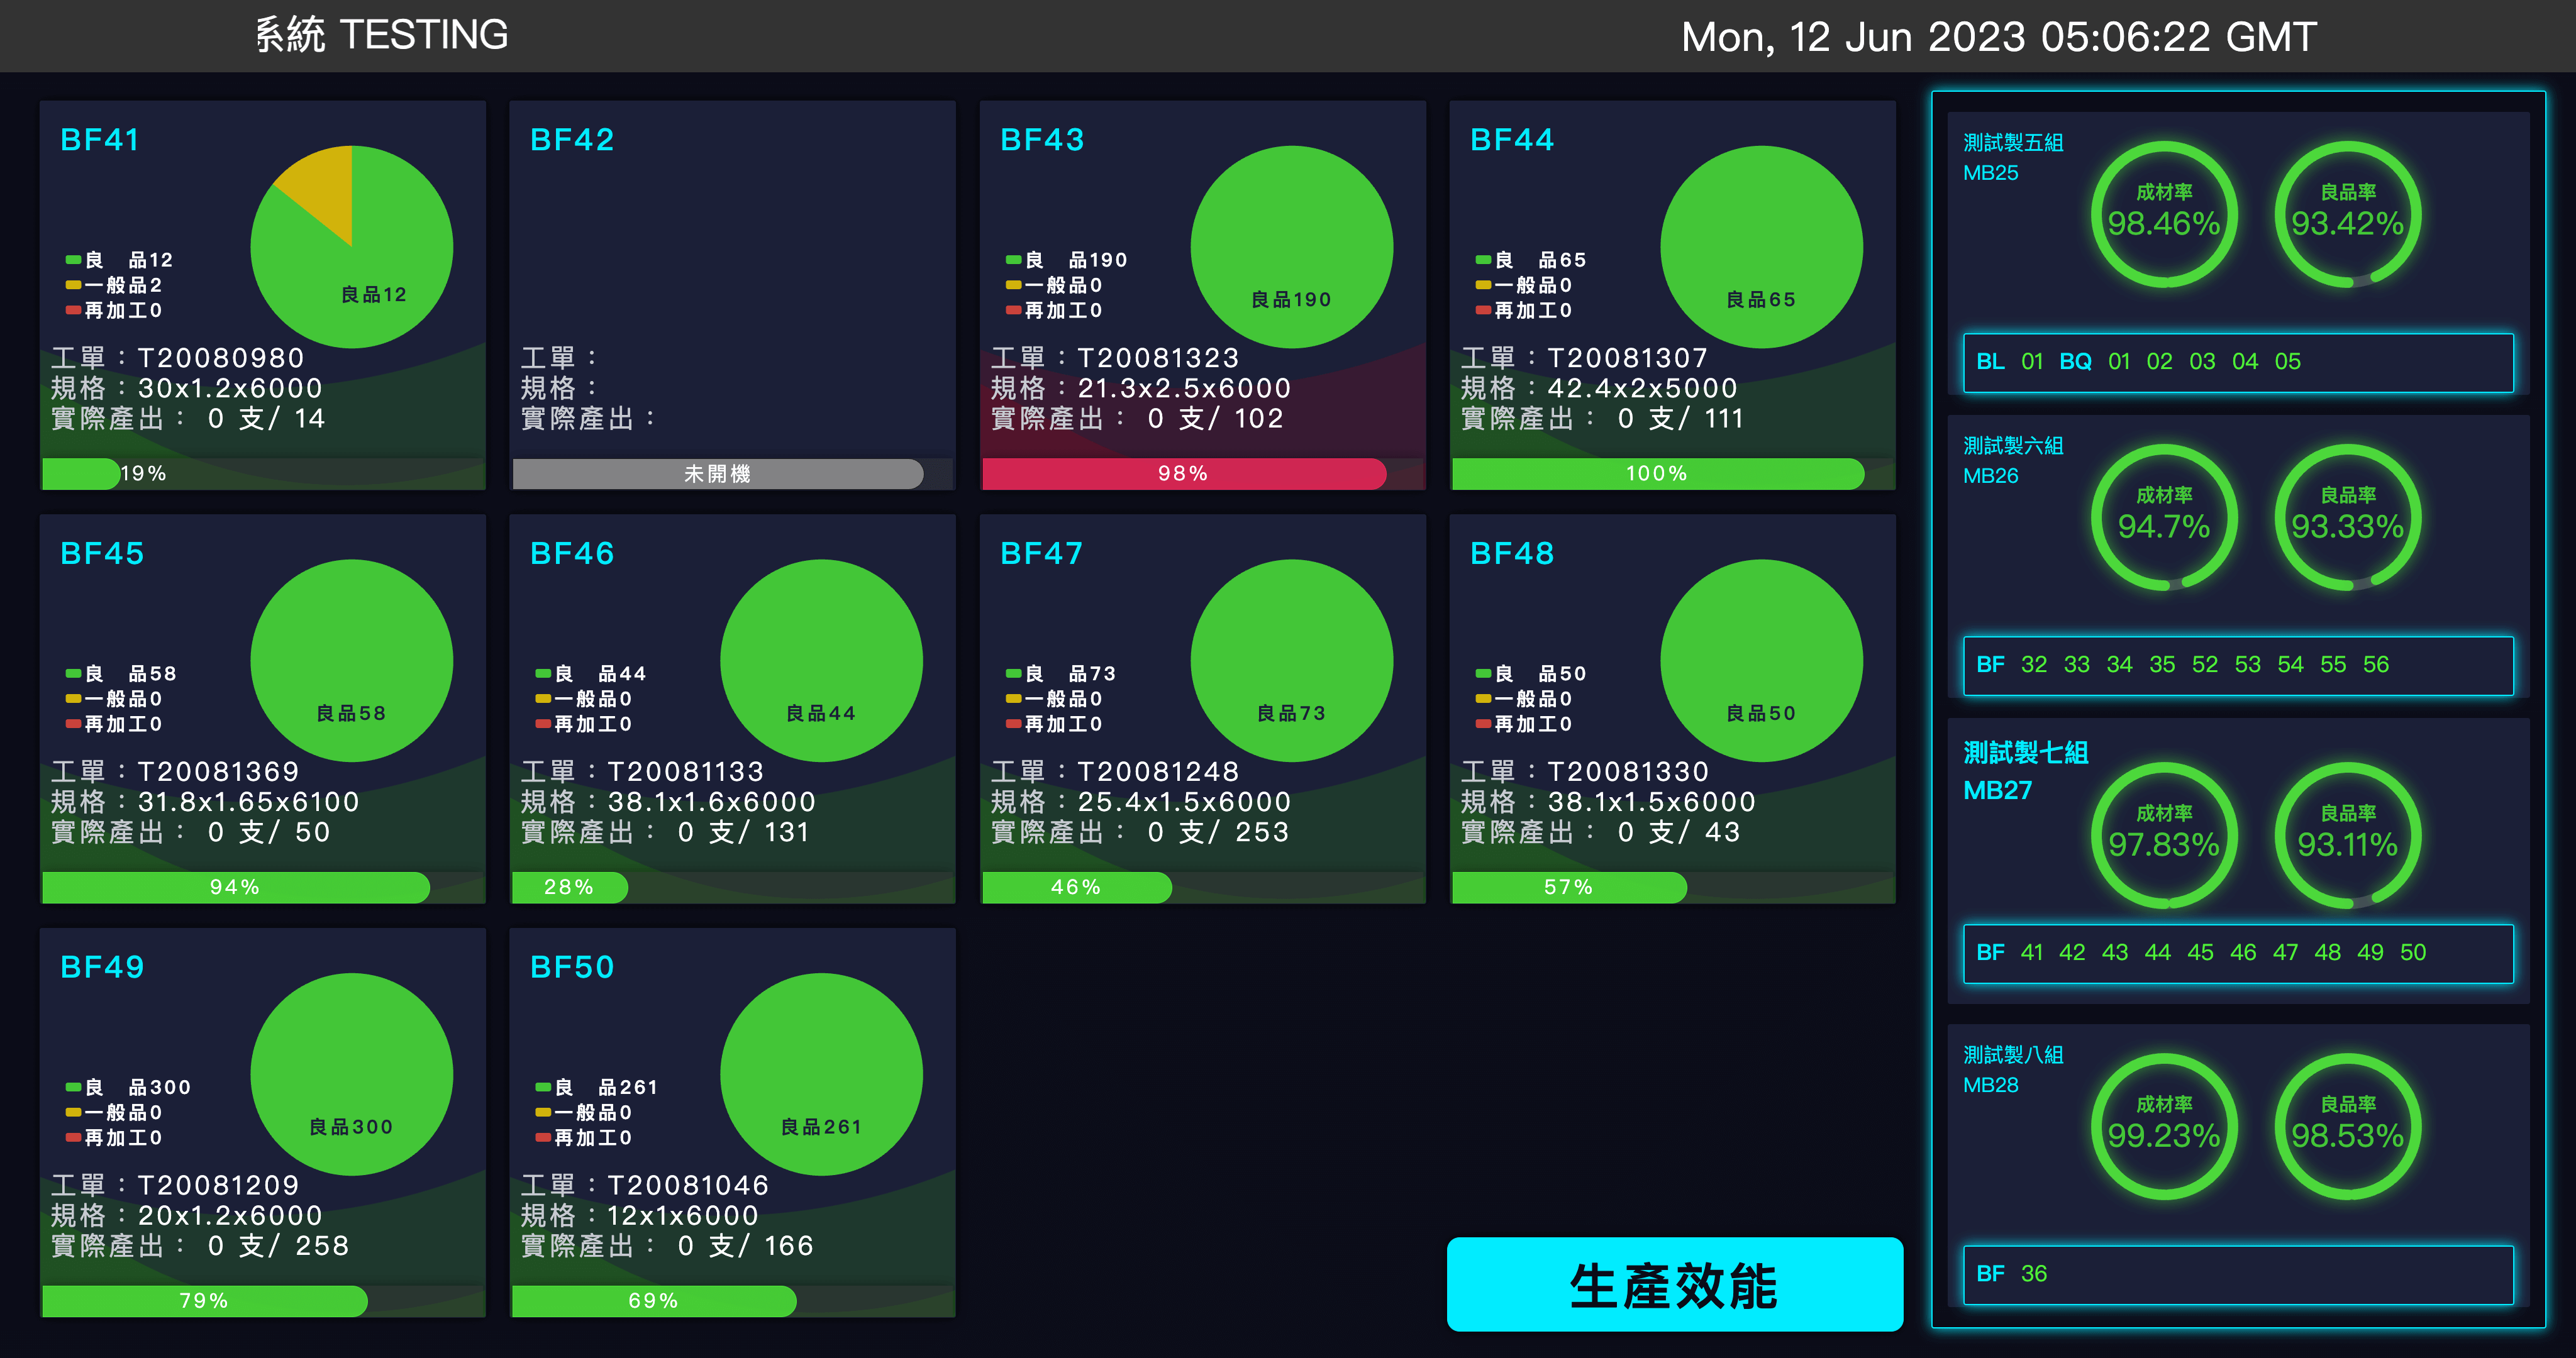 系統 TESTING
Mon, 12 Jun 2023 05:06:22 GMT
BF41
良　品12
一般品2
再加工0
良品12
工單：T20080980
規格：30x1.2x6000
實際產出： 0 支/ 14
19%
BF42
工單：
規格：
實際產出：
未開機
BF43
良　品190
一般品0
再加工0
良品190
工單：T20081323
規格：21.3x2.5x6000
實際產出： 0 支/ 102
98%
BF44
良　品65
一般品0
再加工0
良品65
工單：T20081307
規格：42.4x2x5000
實際產出： 0 支/ 111
100%
BF45
良　品58
一般品0
再加工0
良品58
工單：T20081369
規格：31.8x1.65x6100
實際產出： 0 支/ 50
94%
BF46
良　品44
一般品0
再加工0
良品44
工單：T20081133
規格：38.1x1.6x6000
實際產出： 0 支/ 131
28%
BF47
良　品73
一般品0
再加工0
良品73
工單：T20081248
規格：25.4x1.5x6000
實際產出： 0 支/ 253
46%
BF48
良　品50
一般品0
再加工0
良品50
工單：T20081330
規格：38.1x1.5x6000
實際產出： 0 支/ 43
57%
BF49
良　品300
一般品0
再加工0
良品300
工單：T20081209
規格：20x1.2x6000
實際產出： 0 支/ 258
79%
BF50
良　品261
一般品0
再加工0
良品261
工單：T20081046
規格：12x1x6000
實際產出： 0 支/ 166
69%
生產效能
測試製五組
MB25
成材率
98.46%
良品率
93.42%
BL 01 BQ 01 02 03 04 05
測試製六組
MB26
成材率
94.7%
良品率
93.33%
BF 32 33 34 35 52 53 54 55 56
測試製七組
MB27
成材率
97.83%
良品率
93.11%
BF 41 42 43 44 45 46 47 48 49 50
測試製八組
MB28
成材率
99.23%
良品率
98.53%
BF 36